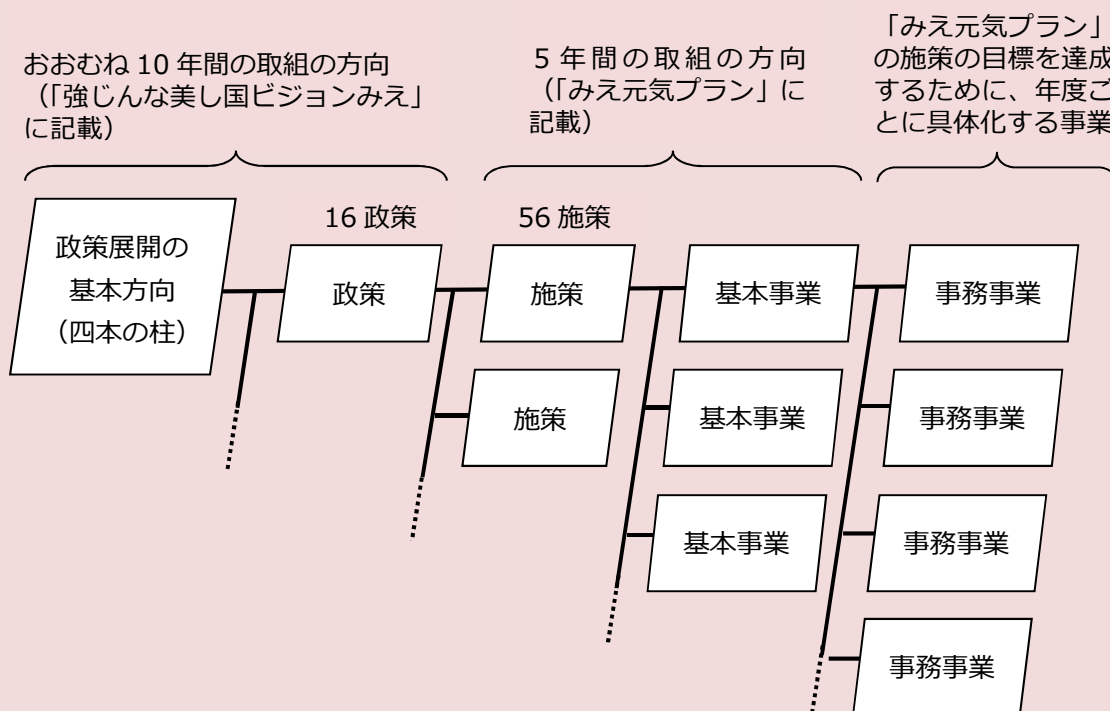 おおむね 10 年間の取組の方向
（「強じんな美し国ビジョンみえ」
に記載）
5 年間の取組の方向
（「みえ元気プラン」に
記載）
「みえ元気プラン」
の施策の目標を達成
するために、年度ご
とに具体化する事業
16 政策
56 施策
政策展開の
基本方向
（四本の柱）
政策
施策
基本事業
事務事業
施策
基本事業
事務事業
基本事業
事務事業
事務事業